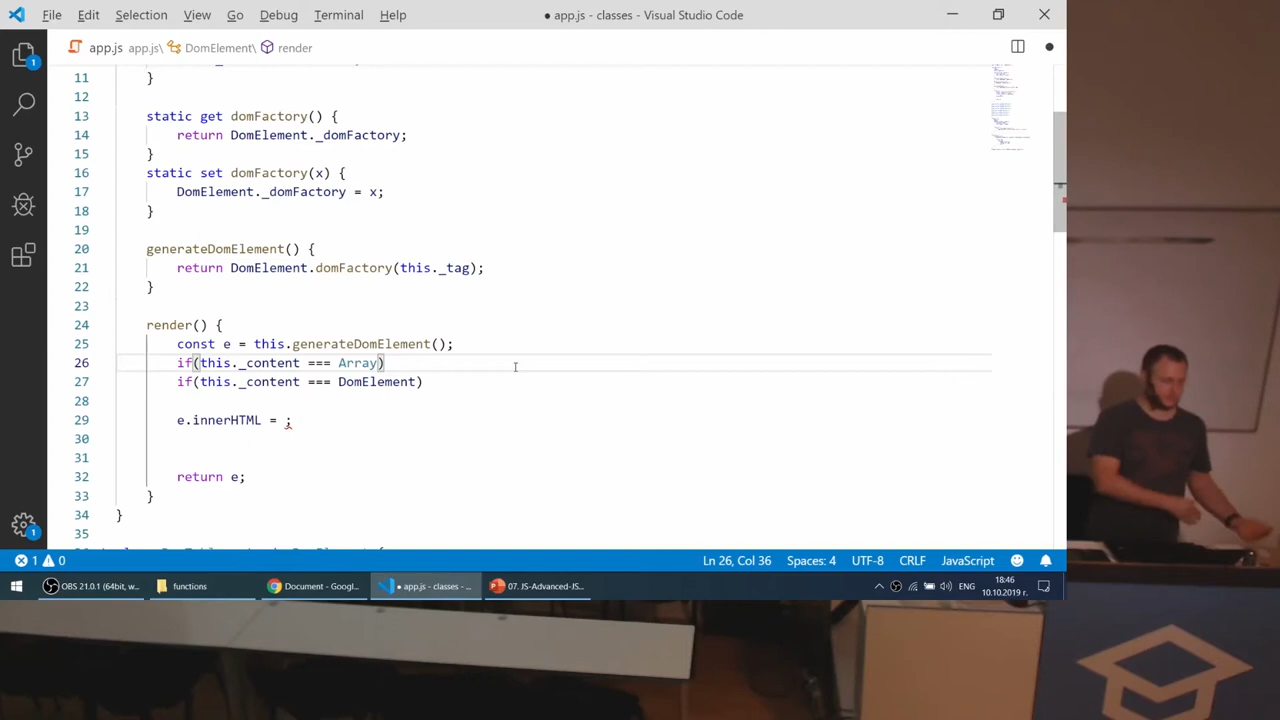 File Edit Selection View Go Debug Terminal Help
● app.js - classes - Visual Studio Code
app.js app.js\ DomElement\ render
1
11 }
12
13 static get domFactory() {
14 return DomElement._domFactory;
15 }
16 static set domFactory(x) {
17 DomElement._domFactory = x;
18 }
19
20 generateDomElement() {
21 return DomElement.domFactory(this._tag);
22 }
23
24 render() {
25 const e = this.generateDomElement();
26 if(this._content === Array)
27 if(this._content === DomElement)
28
29 e.innerHTML = ;
30
31
32 return e;
33 }
34 }
35
1
1 0 Ln 26, Col 36 Spaces: 4 UTF-8 CRLF JavaScript
OBS 21.0.1 (64bit, w... functions Document - Googl... ● app.js - classes - ... 07. JS-Advanced-JS... ENG 18:46
10.10.2019 г.